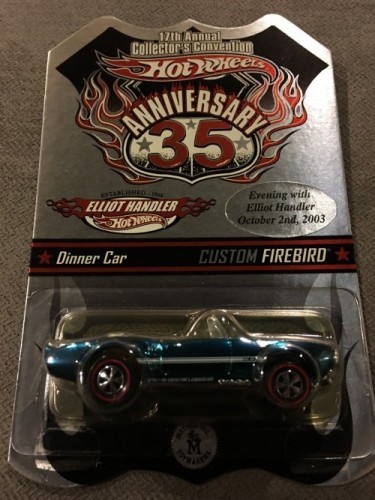 17th Annual
Collector's Convention
Hot Wheels
ANNIVERSARY
35
ESTABLISHED - 1968
ELLIOT HANDLER
Hot Wheels
Evening with
Elliot Handler
October 2nd, 2003
Dinner Car
CUSTOM FIREBIRD
M
TOYMAKERS